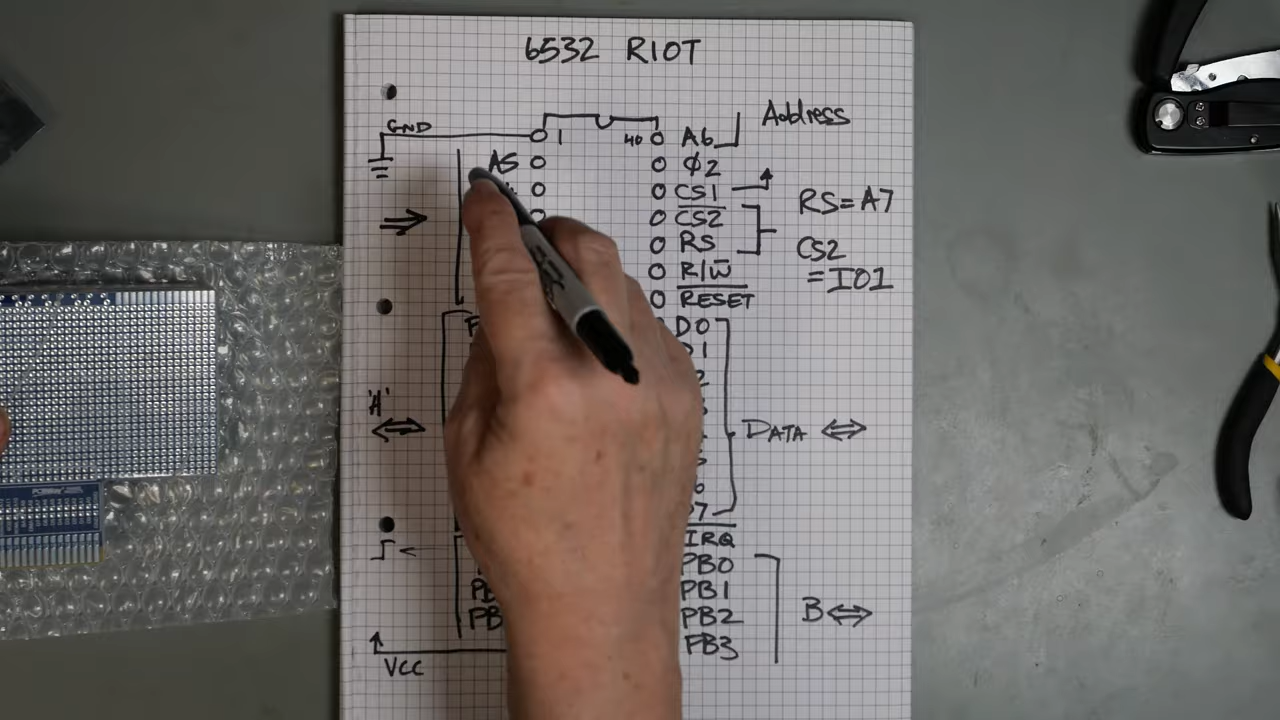 6532 RIOT
Address
GND
1
40 A6
A5
Φ2
CS1
RS=A7
CS2
RS
CS2
=IO1
R/W̅
RESET
D0
'A'
DATA
IRQ
PB0
PB1
B
PB2
PB3
VCC